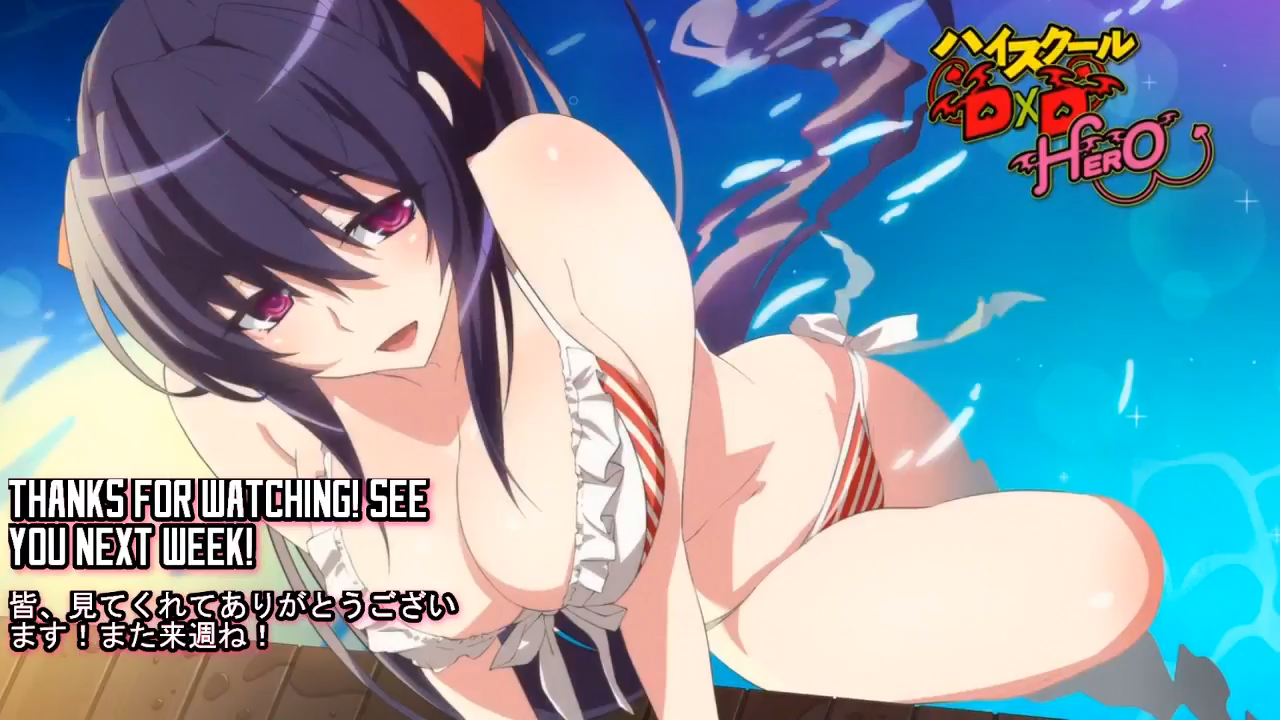 ハイスクール
D×D
HERO
THANKS FOR WATCHING! SEE
YOU NEXT WEEK!
皆、見てくれてありがとうござい
ます！また来週ね！